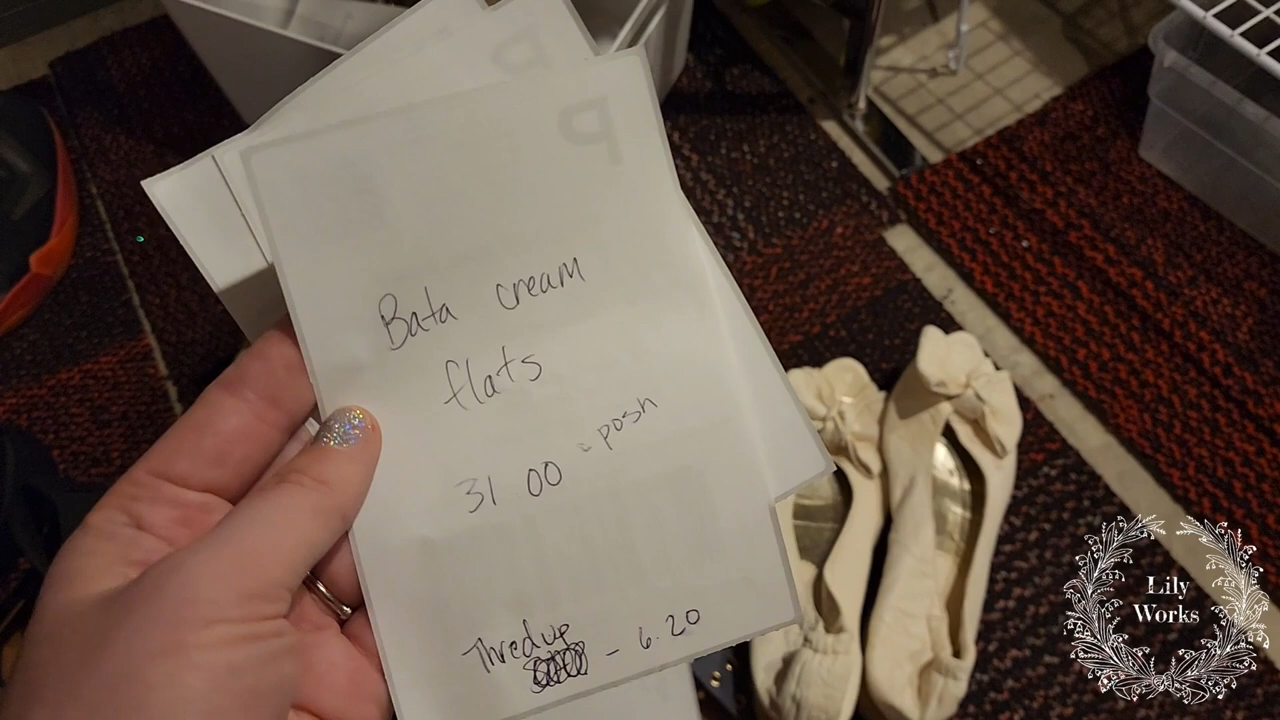 P
P
Bata cream
flats
31 00 - posh
Thredup
- 6.20
Lily
Works